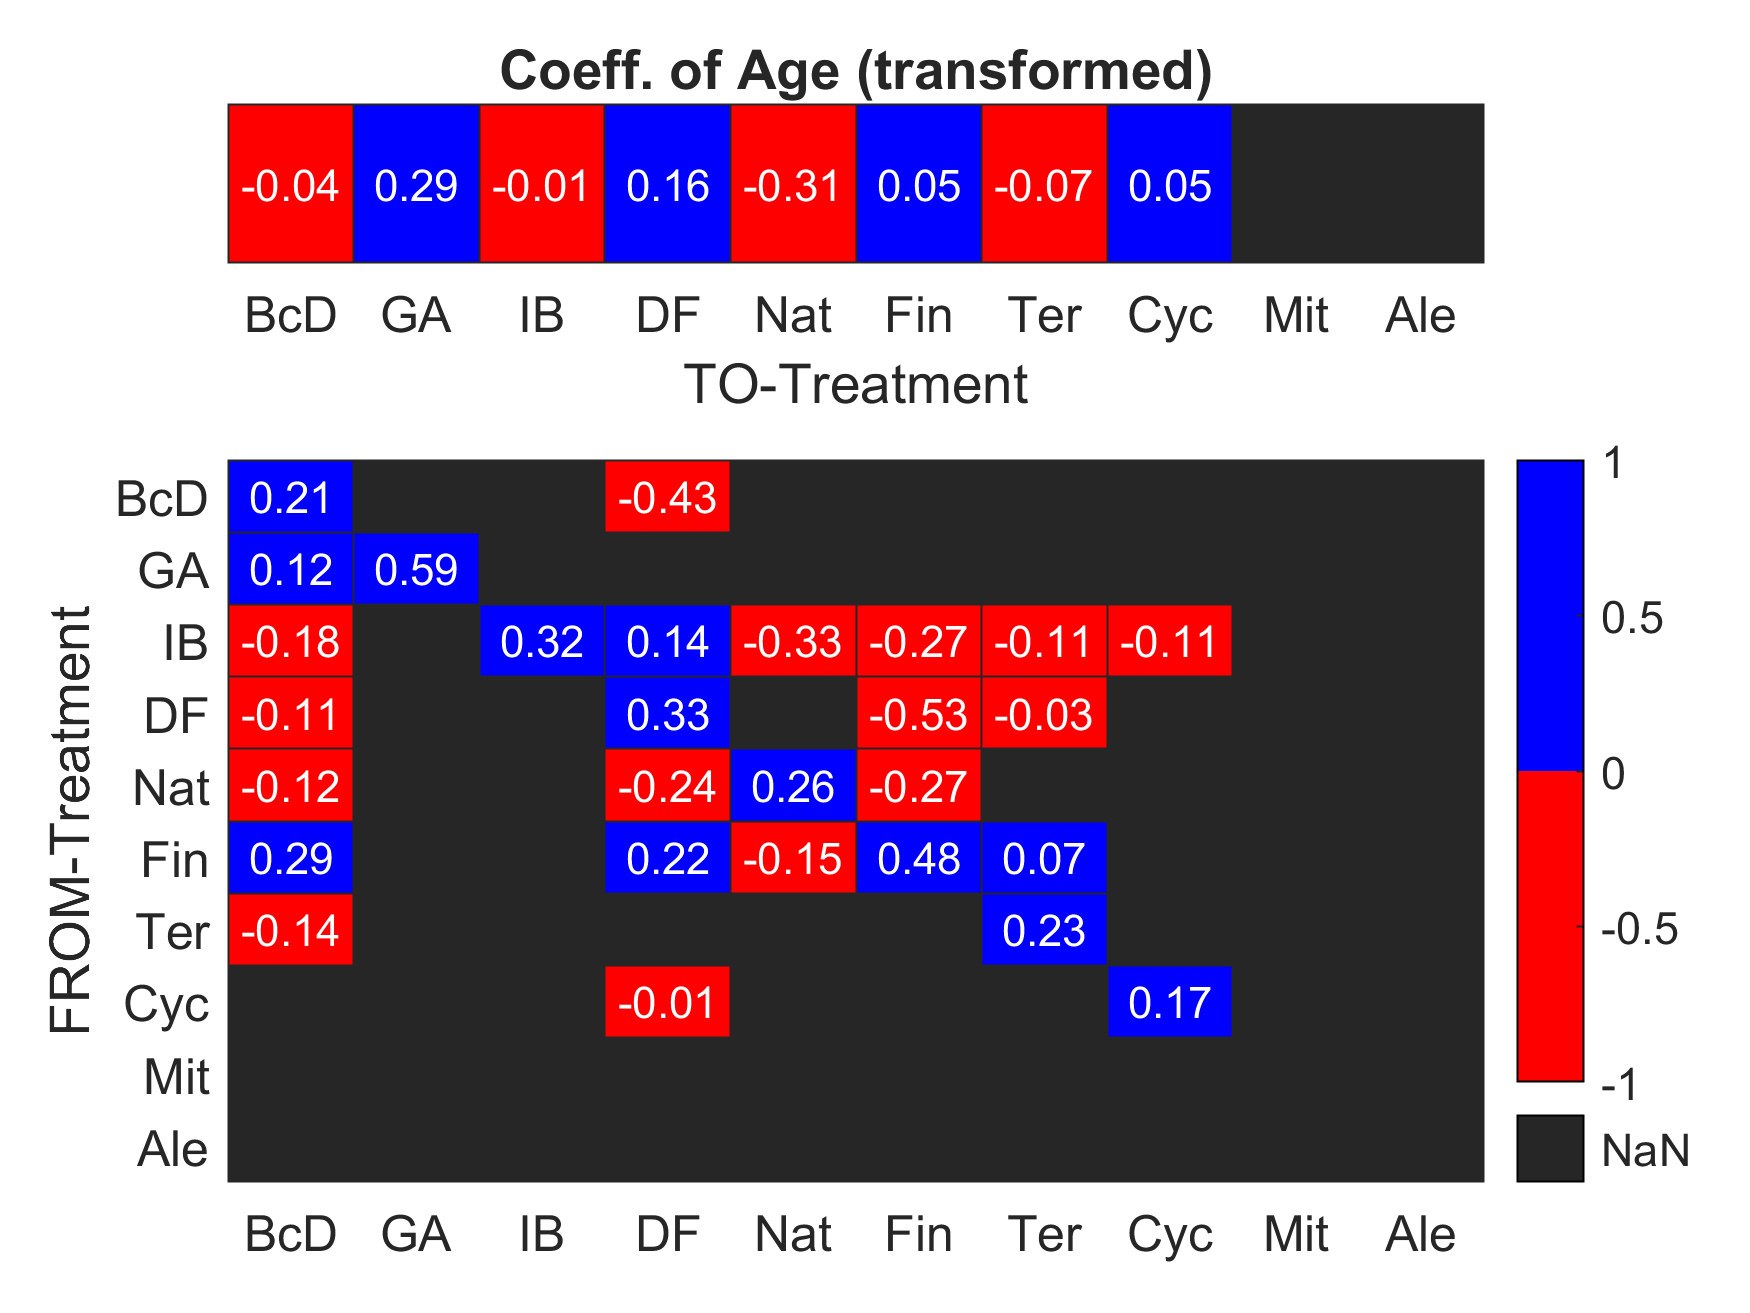 Coeff. of Age (transformed)
-0.04 0.29 -0.01 0.16 -0.31 0.05 -0.07 0.05
BcD GA IB DF Nat Fin Ter Cyc Mit Ale
TO-Treatment
FROM-Treatment
BcD 0.21 -0.43
GA 0.12 0.59
IB -0.18 0.32 0.14 -0.33 -0.27 -0.11 -0.11
DF -0.11 0.33 -0.53 -0.03
Nat -0.12 -0.24 0.26 -0.27
Fin 0.29 0.22 -0.15 0.48 0.07
Ter -0.14 0.23
Cyc -0.01 0.17
Mit
Ale
BcD GA IB DF Nat Fin Ter Cyc Mit Ale
1
0.5
0
-0.5
-1
NaN